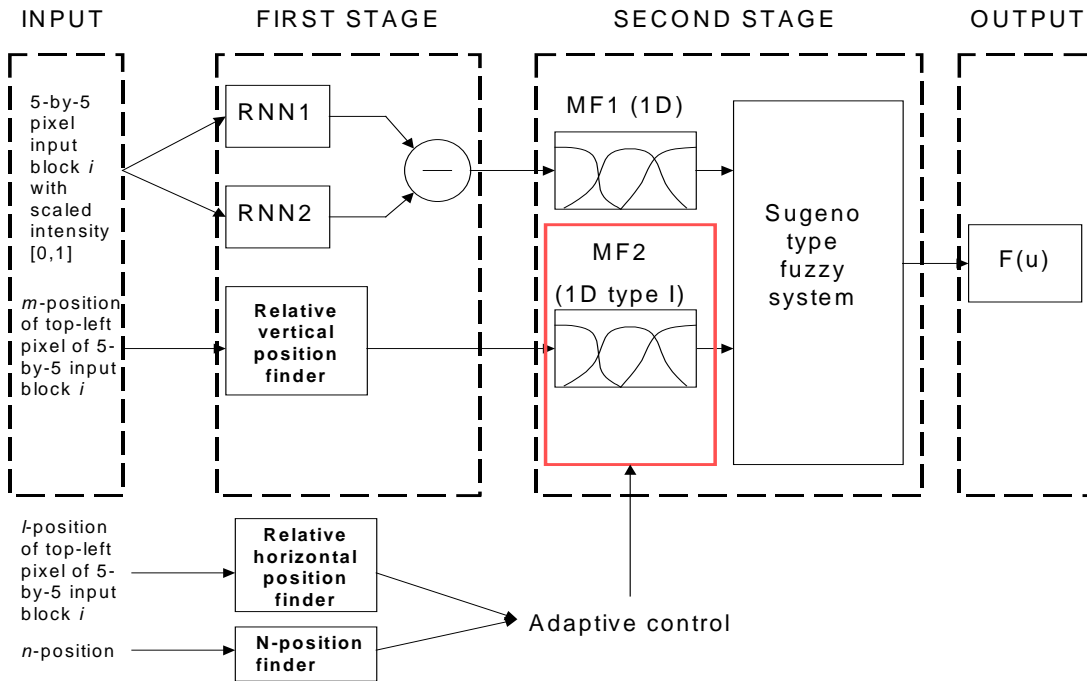 INPUT
FIRST STAGE
SECOND STAGE
OUTPUT
5-by-5
pixel
input
block i
with
scaled
intensity
[0,1]
RNN1
RNN2
—
MF1 (1D)
MF2
(1D type I)
Sugeno
type
fuzzy
system
F(u)
m-position
of top-left
pixel of 5-
by-5 input
block i
Relative
vertical
position
finder
l-position
of top-left
pixel of 5-
by-5 input
block i
Relative
horizontal
position
finder
Adaptive control
n-position
N-position
finder